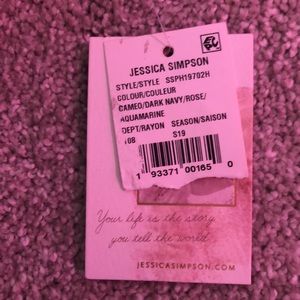 JESSICA SIMPSON
STYLE/STYLE SSPH19702H
COLOUR/COULEUR
CAMEO/DARK NAVY/ROSE/
AQUAMARINE
DEPT/RAYON SEASON/SAISON
108 S19
1 93371 00165 0
Your life is the story
you tell the world
JESSICASIMPSON.COM